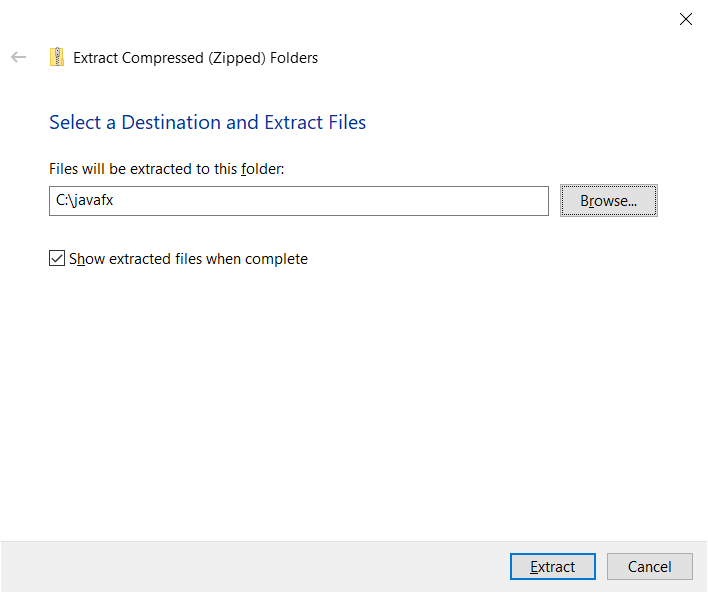 Extract Compressed (Zipped) Folders
Select a Destination and Extract Files
Files will be extracted to this folder:
C:\javafx
Browse...
Show extracted files when complete
Extract
Cancel